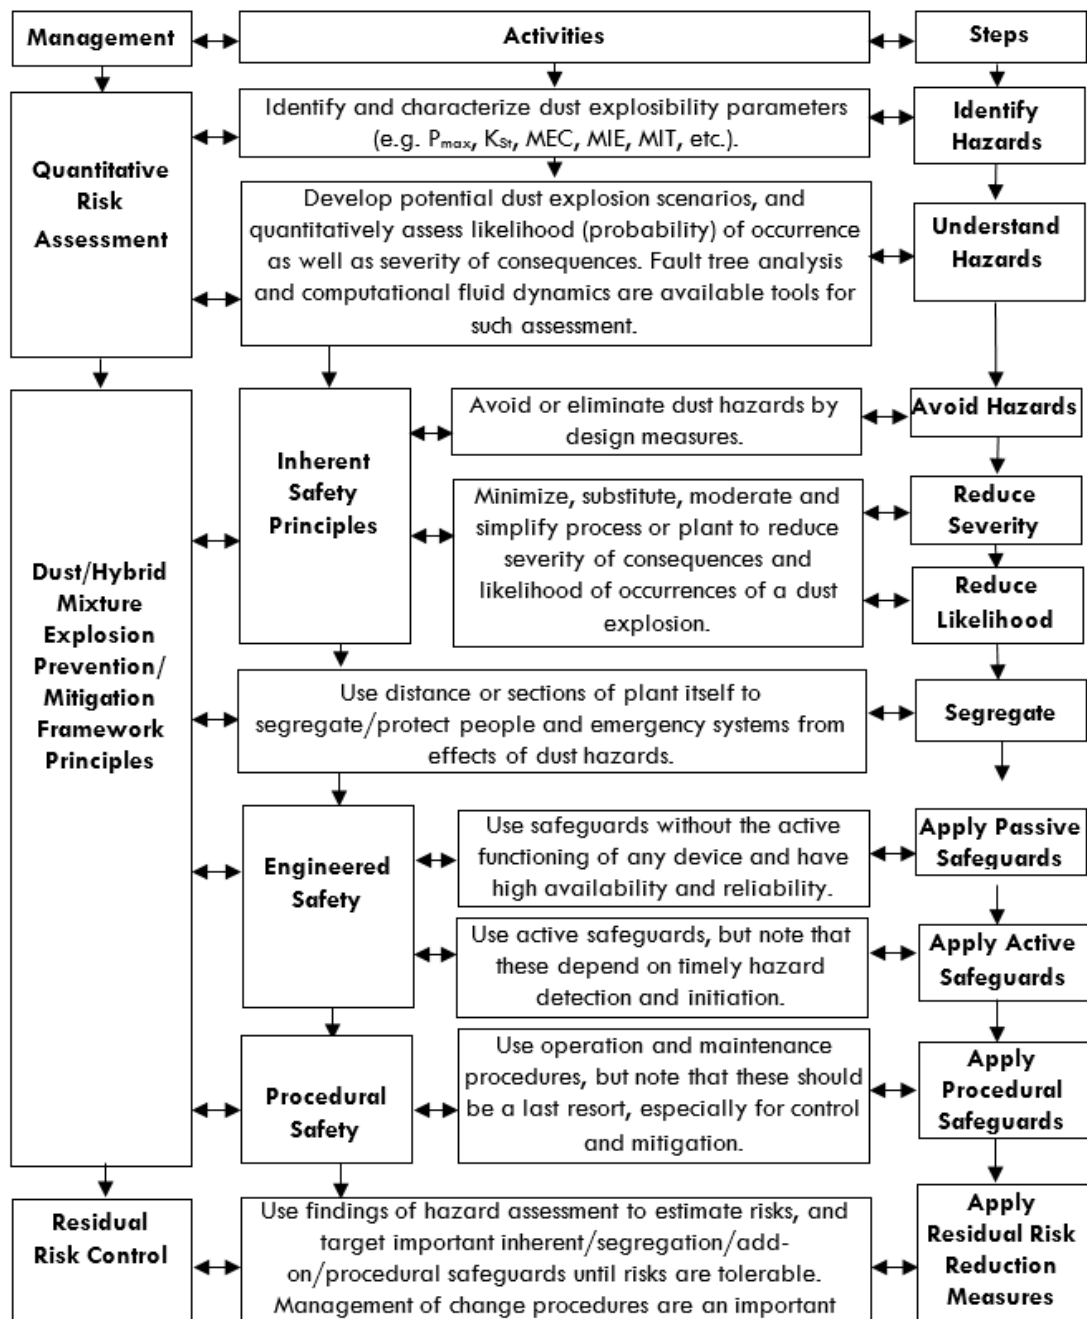 Management
Activities
Steps
Identify and characterize dust explosibility parameters
(e.g. Pmax, KSt, MEC, MIE, MIT, etc.).
Identify
Hazards
Quantitative
Risk
Assessment
Develop potential dust explosion scenarios, and
quantitatively assess likelihood (probability) of occurrence
as well as severity of consequences. Fault tree analysis
and computational fluid dynamics are available tools for
such assessment.
Understand
Hazards
Dust/Hybrid
Mixture
Explosion
Prevention/
Mitigation
Framework
Principles
Inherent
Safety
Principles
Avoid or eliminate dust hazards by
design measures.
Avoid Hazards
Minimize, substitute, moderate and
simplify process or plant to reduce
severity of consequences and
likelihood of occurrences of a dust
explosion.
Reduce
Severity
Reduce
Likelihood
Use distance or sections of plant itself to
segregate/protect people and emergency systems from
effects of dust hazards.
Segregate
Engineered
Safety
Use safeguards without the active
functioning of any device and have
high availability and reliability.
Apply Passive
Safeguards
Use active safeguards, but note that
these depend on timely hazard
detection and initiation.
Apply Active
Safeguards
Procedural
Safety
Use operation and maintenance
procedures, but note that these should
be a last resort, especially for control
and mitigation.
Apply
Procedural
Safeguards
Residual
Risk Control
Use findings of hazard assessment to estimate risks, and
target important inherent/segregation/add-
on/procedural safeguards until risks are tolerable.
Management of change procedures are an important
Apply
Residual Risk
Reduction
Measures